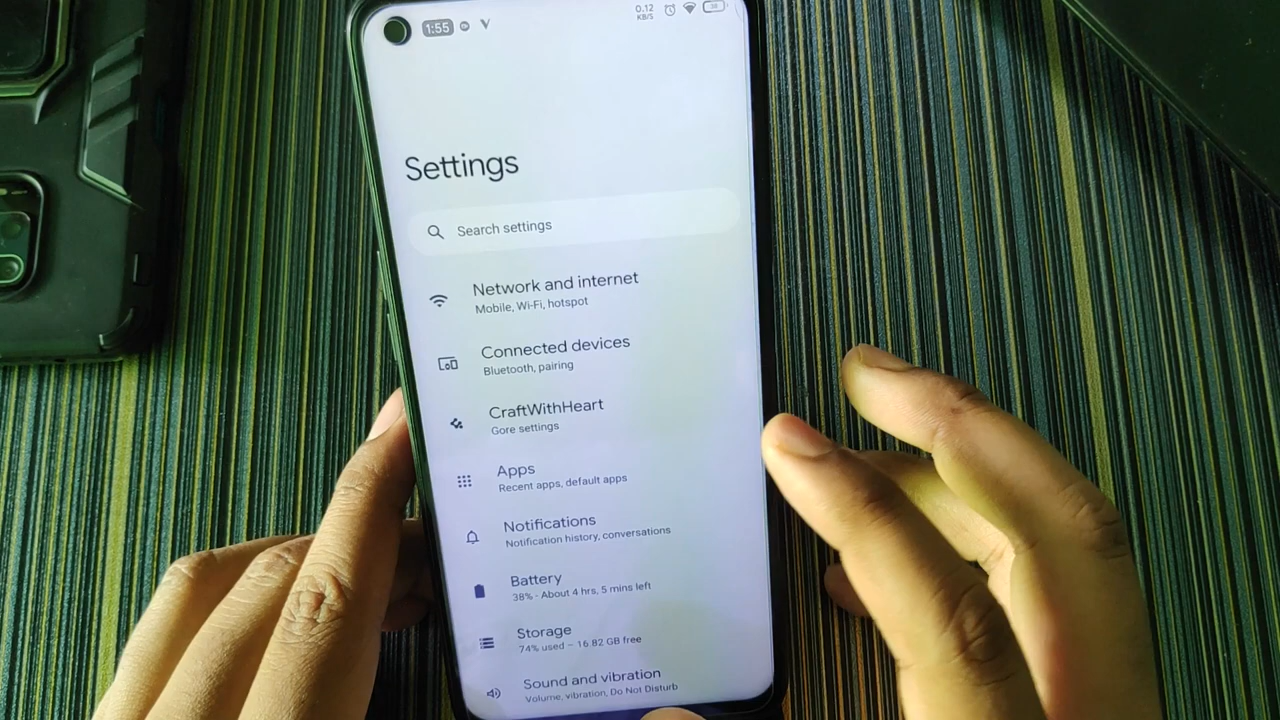 1:55
0.12
KB/S
38
Settings
Search settings
Network and internet
Mobile, Wi-Fi, hotspot
Connected devices
Bluetooth, pairing
CraftWithHeart
Gore settings
Apps
Recent apps, default apps
Notifications
Notification history, conversations
Battery
38% - About 4 hrs, 5 mins left
Storage
74% used – 16.82 GB free
Sound and vibration
Volume, vibration, Do Not Disturb